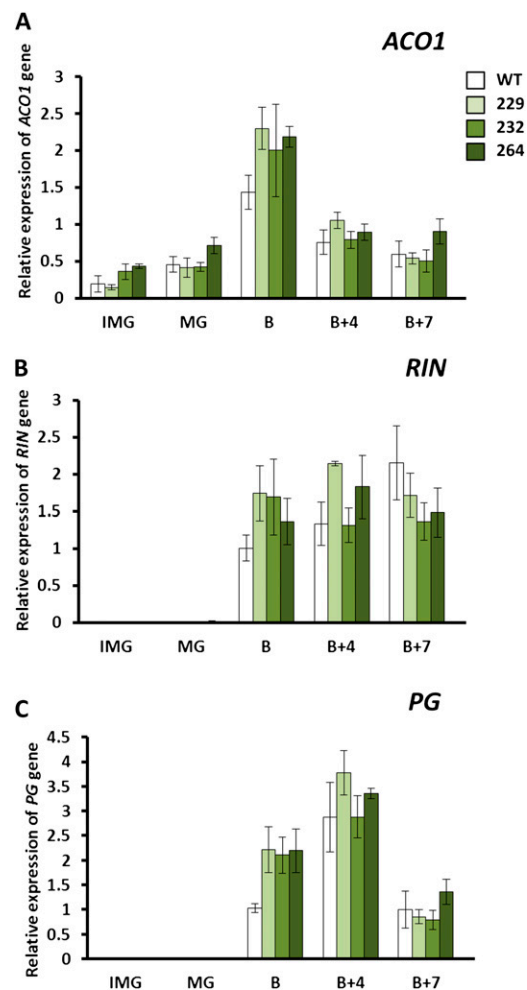 A
ACO1
Relative expression of ACO1 gene
3
2.5
2
1.5
1
0.5
0
IMG MG B B+4 B+7
WT
229
232
264
B
RIN
Relative expression of RIN gene
3
2.5
2
1.5
1
0.5
0
IMG MG B B+4 B+7
C
PG
Relative expression of PG gene
4.5
4
3.5
3
2.5
2
1.5
1
0.5
0
IMG MG B B+4 B+7